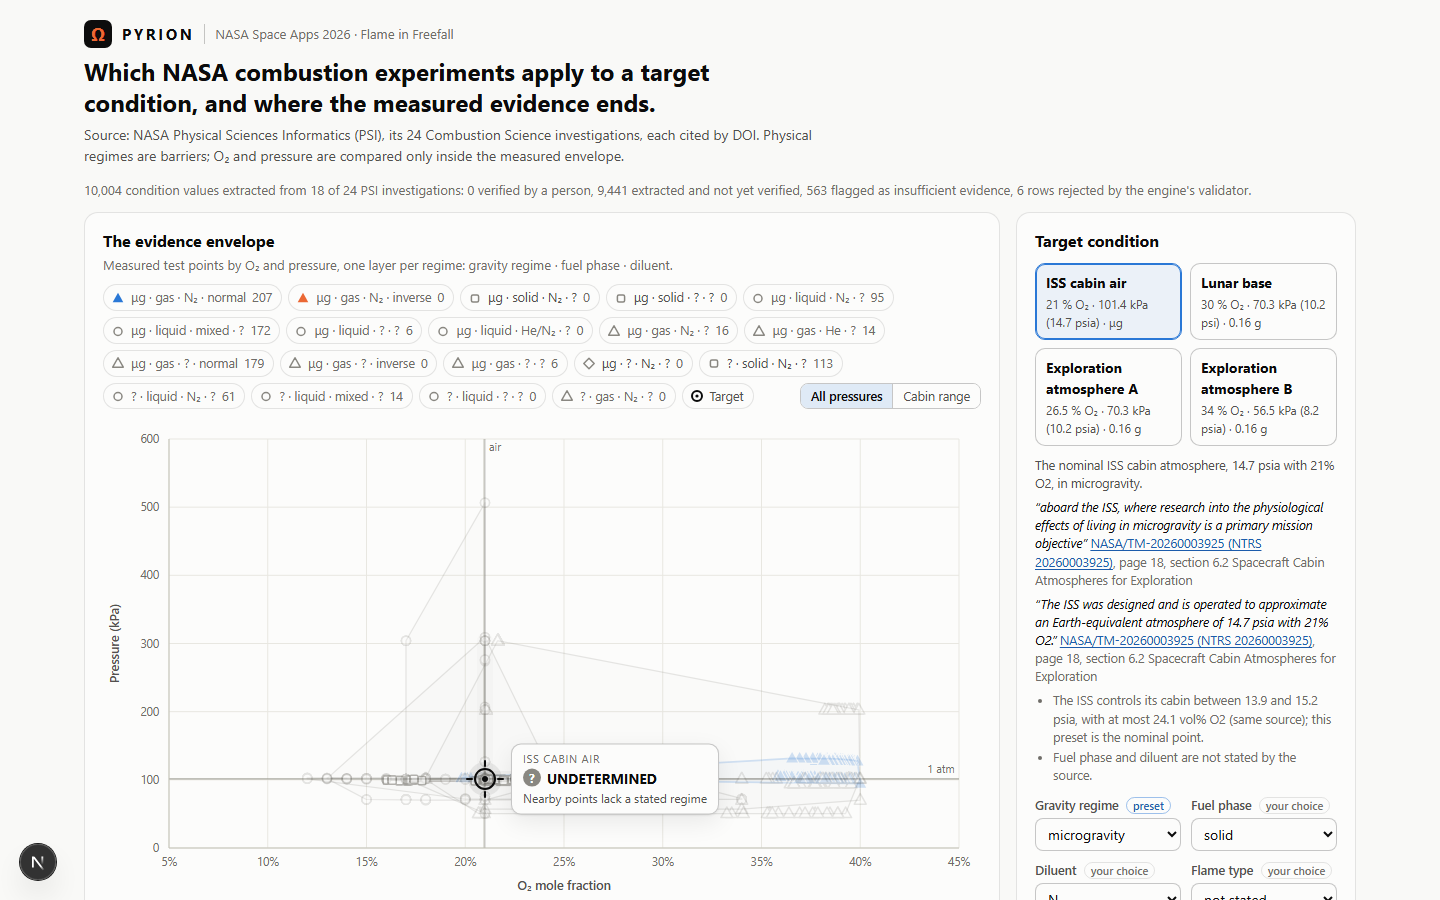 Ω PYRION NASA Space Apps 2026 · Flame in Freefall
Which NASA combustion experiments apply to a target
condition, and where the measured evidence ends.
Source: NASA Physical Sciences Informatics (PSI), its 24 Combustion Science investigations, each cited by DOI. Physical
regimes are barriers; O₂ and pressure are compared only inside the measured envelope.
10,004 condition values extracted from 18 of 24 PSI investigations: 0 verified by a person, 9,441 extracted and not yet verified, 563 flagged as insufficient evidence, 6 rows rejected by the engine's validator.
The evidence envelope
Measured test points by O₂ and pressure, one layer per regime: gravity regime · fuel phase · diluent.
µg · gas · N₂ · normal 207
µg · gas · N₂ · inverse 0
µg · solid · N₂ · ? 0
µg · solid · ? · ? 0
µg · liquid · N₂ · ? 95
µg · liquid · mixed · ? 172
µg · liquid · ? · ? 6
µg · liquid · He/N₂ · ? 0
µg · gas · N₂ · ? 16
µg · gas · He · ? 14
µg · gas · ? · normal 179
µg · gas · ? · inverse 0
µg · gas · ? · ? 6
µg · ? · N₂ · ? 0
? · solid · N₂ · ? 113
? · liquid · N₂ · ? 61
? · liquid · mixed · ? 14
? · liquid · ? · ? 0
? · gas · N₂ · ? 0
Target
All pressures
Cabin range
600
500
400
300
200
100
0
Pressure (kPa)
air
1 atm
ISS CABIN AIR
? UNDETERMINED
Nearby points lack a stated regime
5%
10%
15%
20%
25%
30%
35%
40%
45%
O₂ mole fraction
N
Target condition
ISS cabin air
21 % O₂ · 101.4 kPa
(14.7 psia) · µg
Lunar base
30 % O₂ · 70.3 kPa (10.2
psi) · 0.16 g
Exploration
atmosphere A
26.5 % O₂ · 70.3 kPa
(10.2 psia) · 0.16 g
Exploration
atmosphere B
34 % O₂ · 56.5 kPa (8.2
psia) · 0.16 g
The nominal ISS cabin atmosphere, 14.7 psia with 21%
O2, in microgravity.
“aboard the ISS, where research into the physiological
effects of living in microgravity is a primary mission
objective” NASA/TM-20260003925 (NTRS
20260003925), page 18, section 6.2 Spacecraft Cabin
Atmospheres for Exploration
“The ISS was designed and is operated to approximate
an Earth-equivalent atmosphere of 14.7 psia with 21%
O2.” NASA/TM-20260003925 (NTRS 20260003925),
page 18, section 6.2 Spacecraft Cabin Atmospheres for
Exploration
• The ISS controls its cabin between 13.9 and 15.2
psia, with at most 24.1 vol% O2 (same source); this
preset is the nominal point.
• Fuel phase and diluent are not stated by the
source.
Gravity regime preset
microgravity
Fuel phase your choice
solid
Diluent your choice
Flame type your choice
not stated